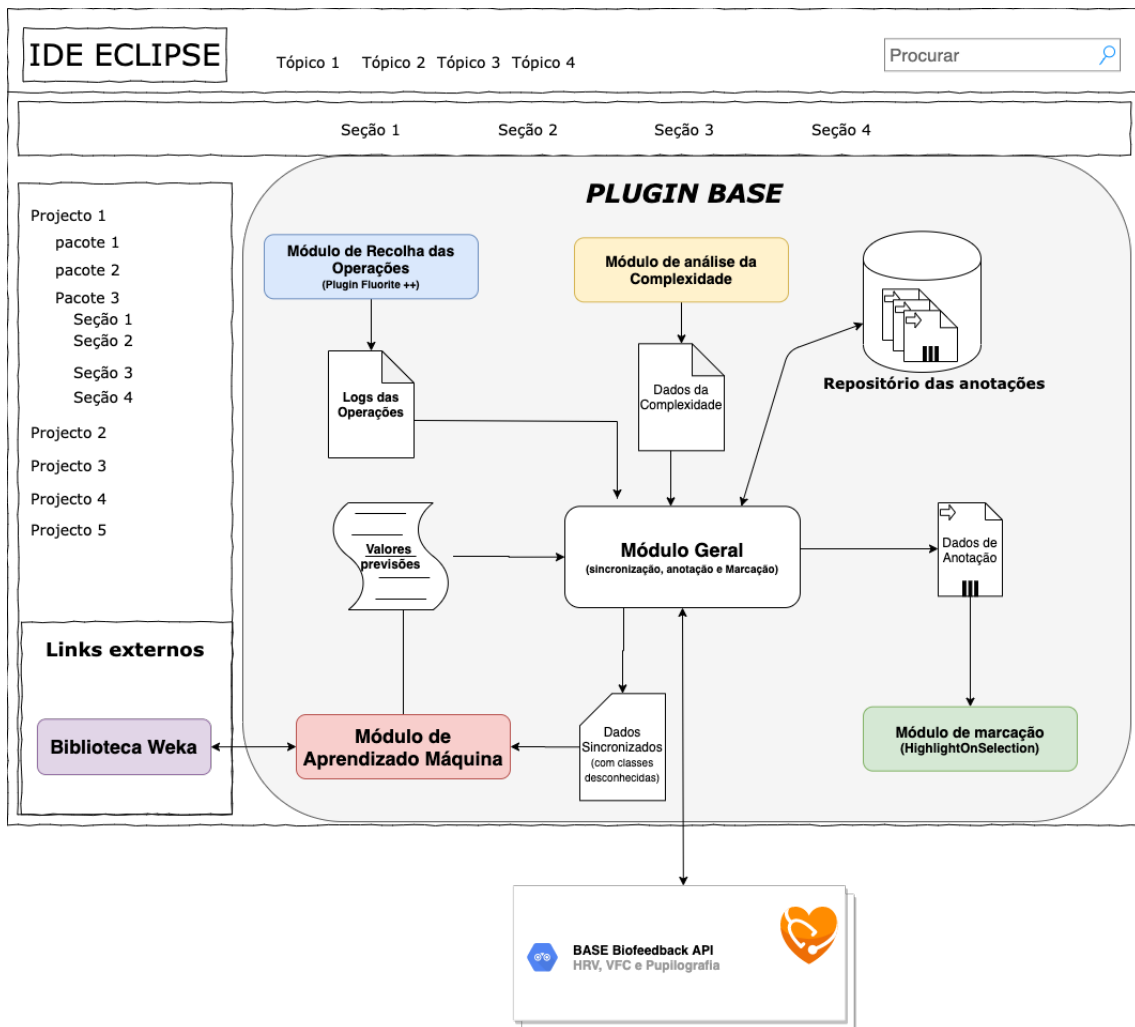 IDE ECLIPSE
Tópico 1 Tópico 2 Tópico 3 Tópico 4
Procurar
Seção 1 Seção 2 Seção 3 Seção 4
Projecto 1
pacote 1
pacote 2
Pacote 3
Seção 1
Seção 2
Seção 3
Seção 4
Projecto 2
Projecto 3
Projecto 4
Projecto 5
Links externos
Biblioteca Weka
PLUGIN BASE
Módulo de Recolha das
Operações
(Plugin Fluorite ++)
Módulo de análise da
Complexidade
Repositório das anotações
Logs das
Operações
Dados da
Complexidade
Valores
previsões
Módulo Geral
(sincronização, anotação e Marcação)
Dados de
Anotação
Módulo de
Aprendizado Máquina
Dados
Sincronizados
(com classes
desconhecidas)
Módulo de marcação
(HighlightOnSelection)
BASE Biofeedback API
HRV, VFC e Pupilografia